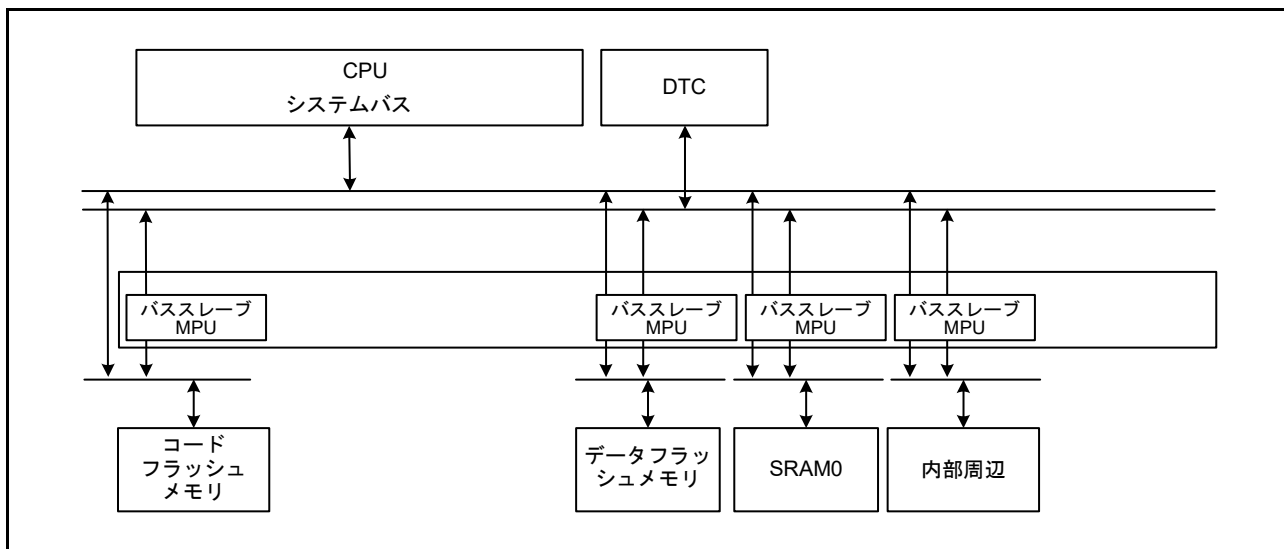 CPU
システムバス
DTC
バススレーブ
MPU
バススレーブ
MPU
バススレーブ
MPU
バススレーブ
MPU
コード
フラッシュ
メモリ
データフラッ
シュメモリ
SRAM0
内部周辺